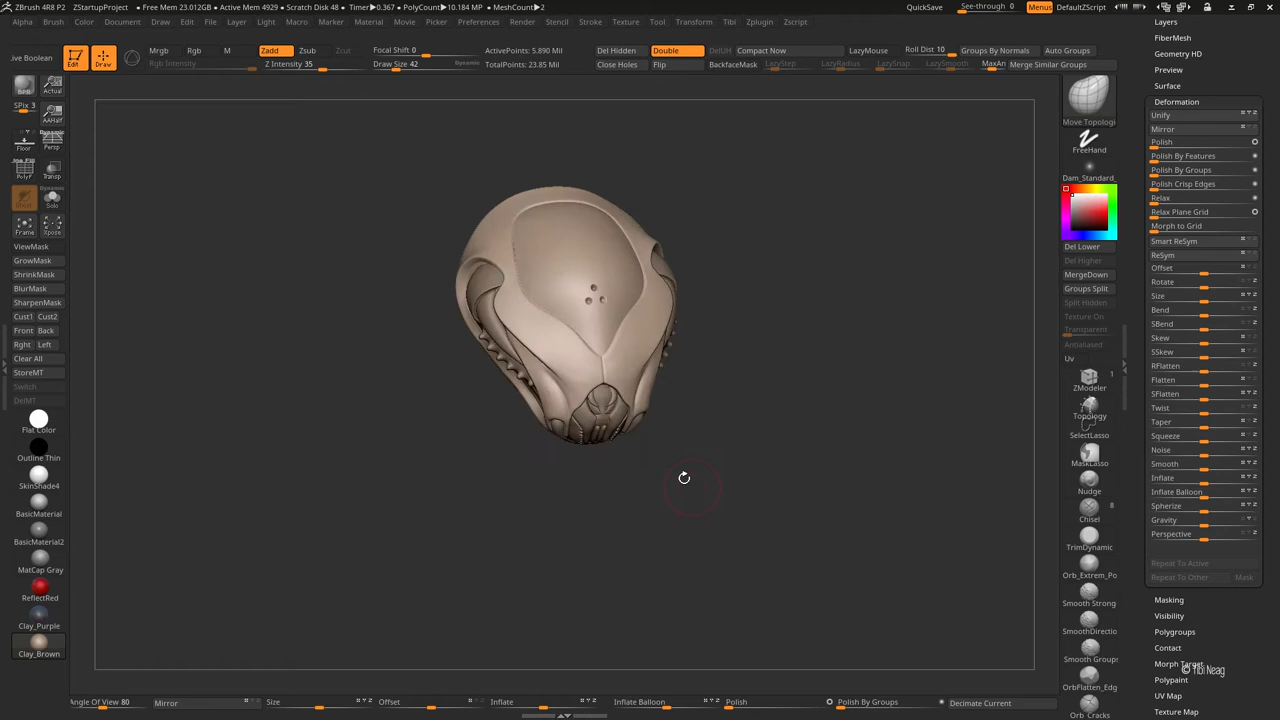 ZBrush 4R8 P2
ZStartupProject
• Free Mem 23.012GB • Active Mem 4929 • Scratch Disk 48 • Timer▶0.367 • PolyCount▶10.184 MP • MeshCount▶2
QuickSave
See-through 0
Menus
DefaultZScript
Alpha Brush Color Document Draw Edit File Layer Light Macro Marker Material Movie Picker Preferences Render Stencil Stroke Texture Tool Transform Tibi Zplugin Zscript
ive Boolean
Edit
Draw
Mrgb Rgb M
Rgb Intensity
Zadd Zsub Zcut
Z Intensity 35
Focal Shift 0
Draw Size 42
Dynamic
ActivePoints: 5.890 Mil
TotalPoints: 23.85 Mil
Del Hidden
Close Holes
Double
Flip
DelUH
BackfaceMask
Compact Now
LazyStep
LazyMouse
LazyRadius
LazySnap
LazySmooth
Roll Dist 10
Groups By Normals
Auto Groups
MaxAn
Merge Similar Groups
BPR
Actual
SPix 3
AAHalf
Dynamic
Floor
Persp
PolyF
Transp
Dynamic
Solo
Frame
Xpose
ViewMask
GrowMask
ShrinkMask
BlurMask
SharpenMask
Cust1 Cust2
Front Back
Rght Left
Clear All
StoreMT
Switch
DelMT
Flat Color
Outline Thin
SkinShade4
BasicMaterial
BasicMaterial2
MatCap Gray
ReflectRed
Clay_Purple
Clay_Brown
Move Topologi
FreeHand
Dam_Standard_
Del Lower
Del Higher
MergeDown
Groups Split
Split Hidden
Texture On
Transparent
Antialiased
Uv
1
ZModeler
Topology
SelectLasso
MaskLasso
Nudge
8
Chisel
TrimDynamic
Orb_Extrem_Po
Smooth Strong
SmoothDirectio
Smooth Groups
OrbFlatten_Edg
Orb_Cracks
Layers
FiberMesh
Geometry HD
Preview
Surface
Deformation
Unify
Mirror
Polish
Polish By Features
Polish By Groups
Polish Crisp Edges
Relax
Relax Plane Grid
Morph to Grid
Smart ReSym
ReSym
Offset
Rotate
Size
Bend
SBend
Skew
SSkew
RFlatten
Flatten
SFlatten
Twist
Taper
Squeeze
Noise
Smooth
Inflate
Inflate Balloon
Spherize
Gravity
Perspective
Repeat To Active
Repeat To Other Mask
Masking
Visibility
Polygroups
Contact
Morph Target
© Tibi Neag
Polypaint
UV Map
Texture Map
Angle Of View 80
Mirror
Size
Offset
Inflate
Inflate Balloon
Polish
Polish By Groups
Decimate Current